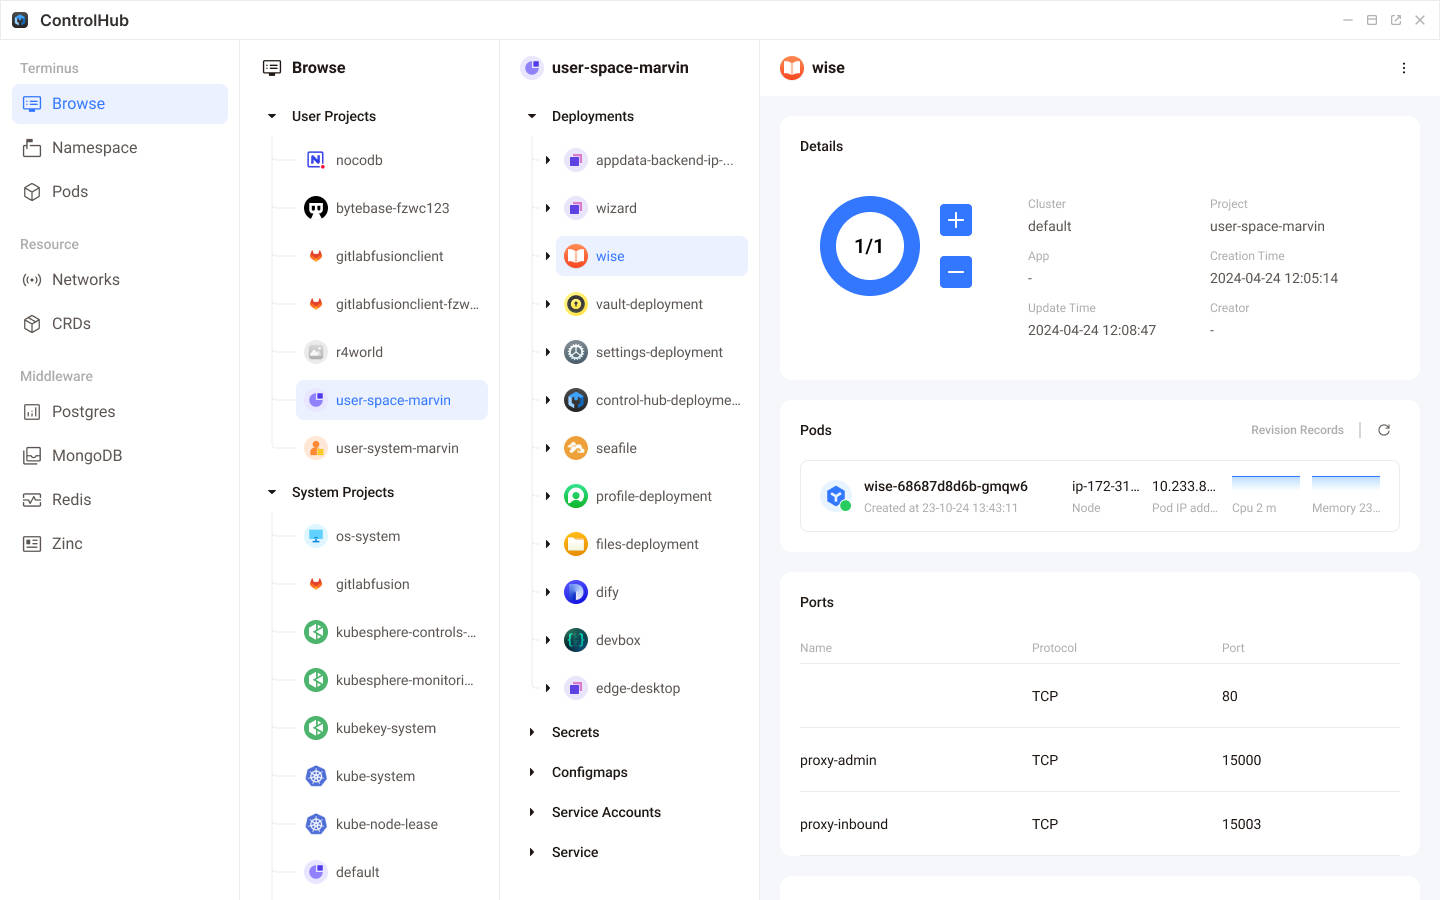 ControlHub
Terminus
Browse
Namespace
Pods
Resource
Networks
CRDs
Middleware
Postgres
MongoDB
Redis
Zinc
Browse
User Projects
nocodb
bytebase-fzwc123
gitlabfusionclient
gitlabfusionclient-fzw...
r4world
user-space-marvin
user-system-marvin
System Projects
os-system
gitlabfusion
kubesphere-controls-...
kubesphere-monitori...
kubekey-system
kube-system
kube-node-lease
default
user-space-marvin
Deployments
appdata-backend-ip-...
wizard
wise
vault-deployment
settings-deployment
control-hub-deployme...
seafile
profile-deployment
files-deployment
dify
devbox
edge-desktop
Secrets
Configmaps
Service Accounts
Service
wise
Details
1/1
Cluster
default
Project
user-space-marvin
App
-
Creation Time
2024-04-24 12:05:14
Update Time
2024-04-24 12:08:47
Creator
-
Pods
Revision Records
wise-68687d8d6b-gmqw6
Created at 23-10-24 13:43:11
ip-172-31...
Node
10.233.8...
Pod IP add...
Cpu 2 m
Memory 23...
Ports
Name Protocol Port
TCP 80
proxy-admin TCP 15000
proxy-inbound TCP 15003